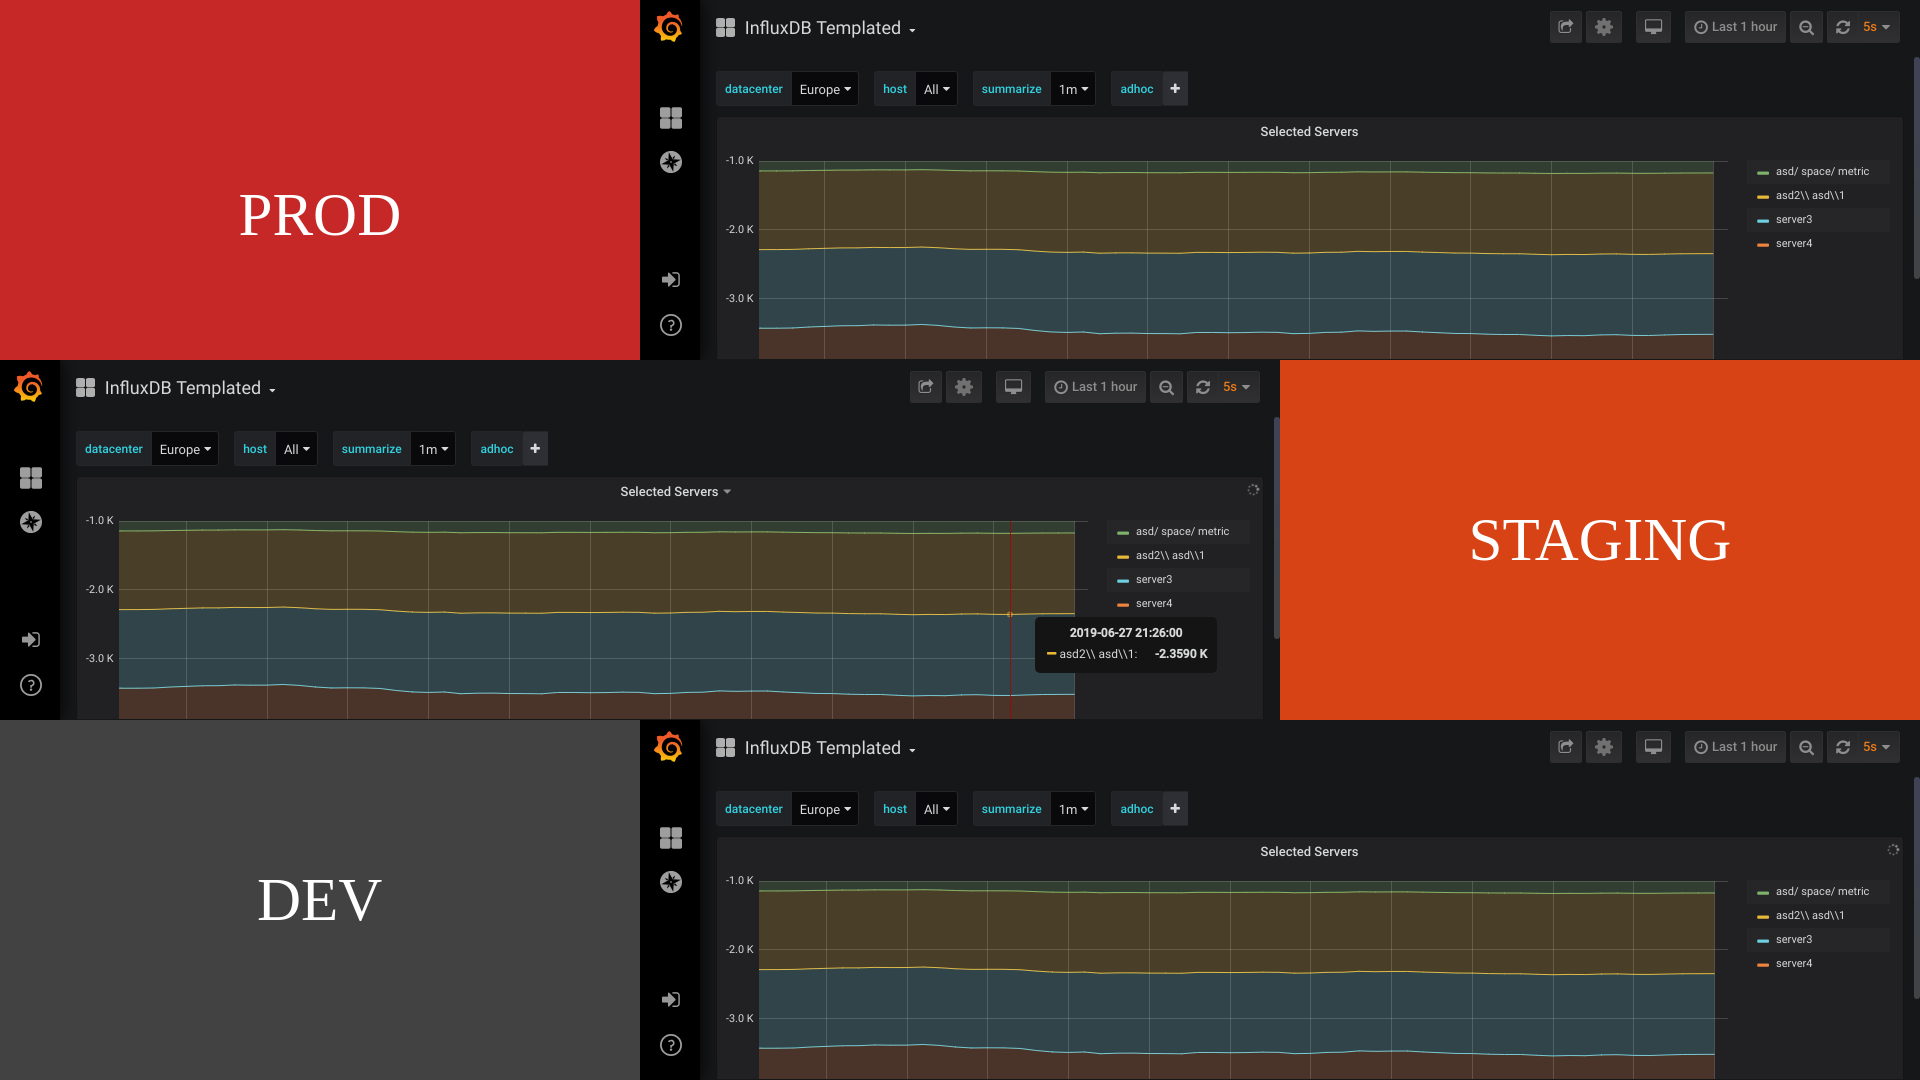 PROD
InfluxDB Templated
Last 1 hour
5s
datacenter Europe host All summarize 1m adhoc +
Selected Servers
-1.0 K
-2.0 K
-3.0 K
asd/ space/ metric
asd2\\ asd\\1
server3
server4
?
InfluxDB Templated
Last 1 hour
5s
datacenter Europe host All summarize 1m adhoc +
Selected Servers
-1.0 K
-2.0 K
-3.0 K
asd/ space/ metric
asd2\\ asd\\1
server3
server4
2019-06-27 21:26:00
asd2\\ asd\\1: -2.3590 K
?
STAGING
DEV
InfluxDB Templated
Last 1 hour
5s
datacenter Europe host All summarize 1m adhoc +
Selected Servers
-1.0 K
-2.0 K
-3.0 K
asd/ space/ metric
asd2\\ asd\\1
server3
server4
?